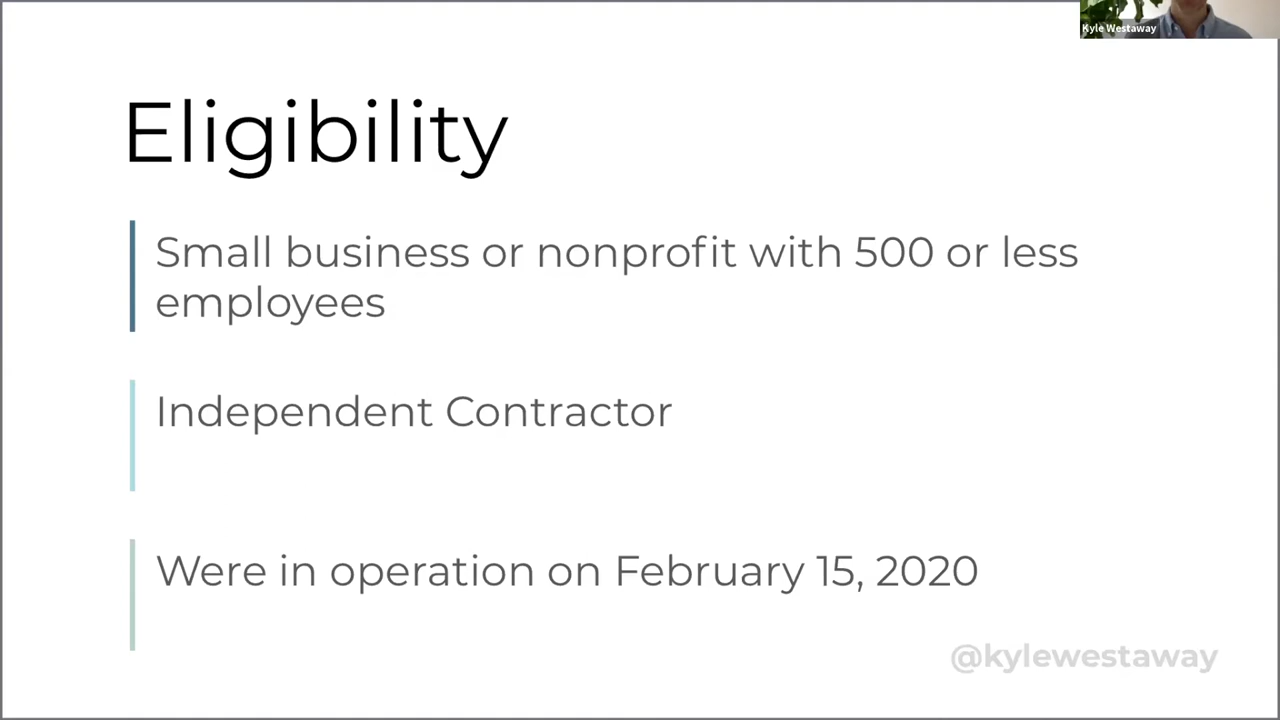 Kyle Westaway
Eligibility
Small business or nonprofit with 500 or less
employees
Independent Contractor
Were in operation on February 15, 2020
@kylewestaway